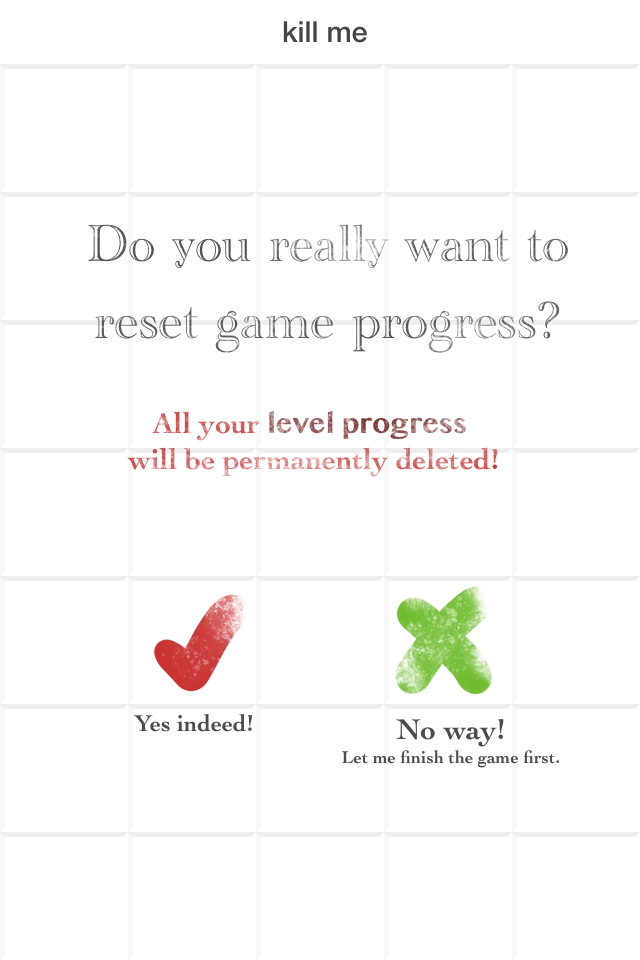 kill me
Do you really want to
reset game progress?
All your level progress
will be permanently deleted!
Yes indeed!
No way!
Let me finish the game first.